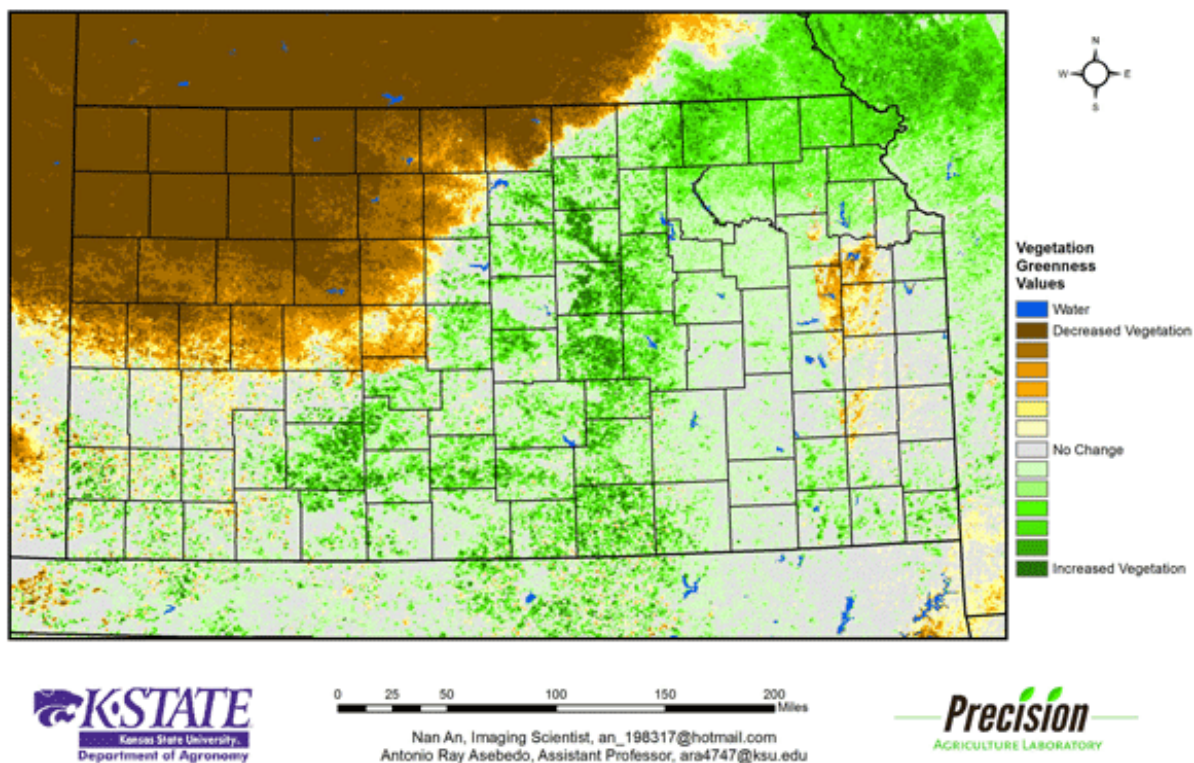 N
W E
S
Vegetation
Greenness
Values
Water
Decreased Vegetation
No Change
Increased Vegetation
0 25 50 100 150 200
Miles
K-STATE
Kansas State University
Department of Agronomy
Nan An, Imaging Scientist, an_198317@hotmail.com
Antonio Ray Asebedo, Assistant Professor, ara4747@ksu.edu
Precision
AGRICULTURE LABORATORY